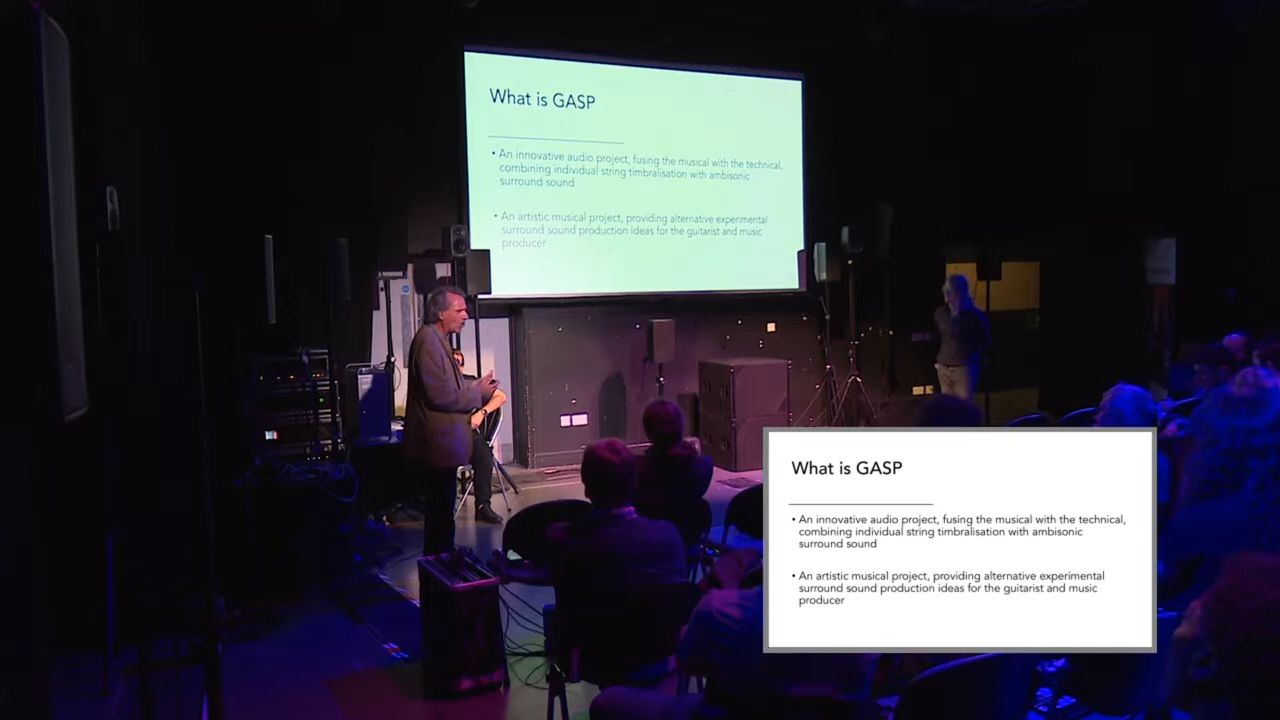 What is GASP
• An innovative audio project, fusing the musical with the technical,
combining individual string timbralisation with ambisonic
surround sound
• An artistic musical project, providing alternative experimental
surround sound production ideas for the guitarist and music
producer
What is GASP
• An innovative audio project, fusing the musical with the technical,
combining individual string timbralisation with ambisonic
surround sound
• An artistic musical project, providing alternative experimental
surround sound production ideas for the guitarist and music
producer